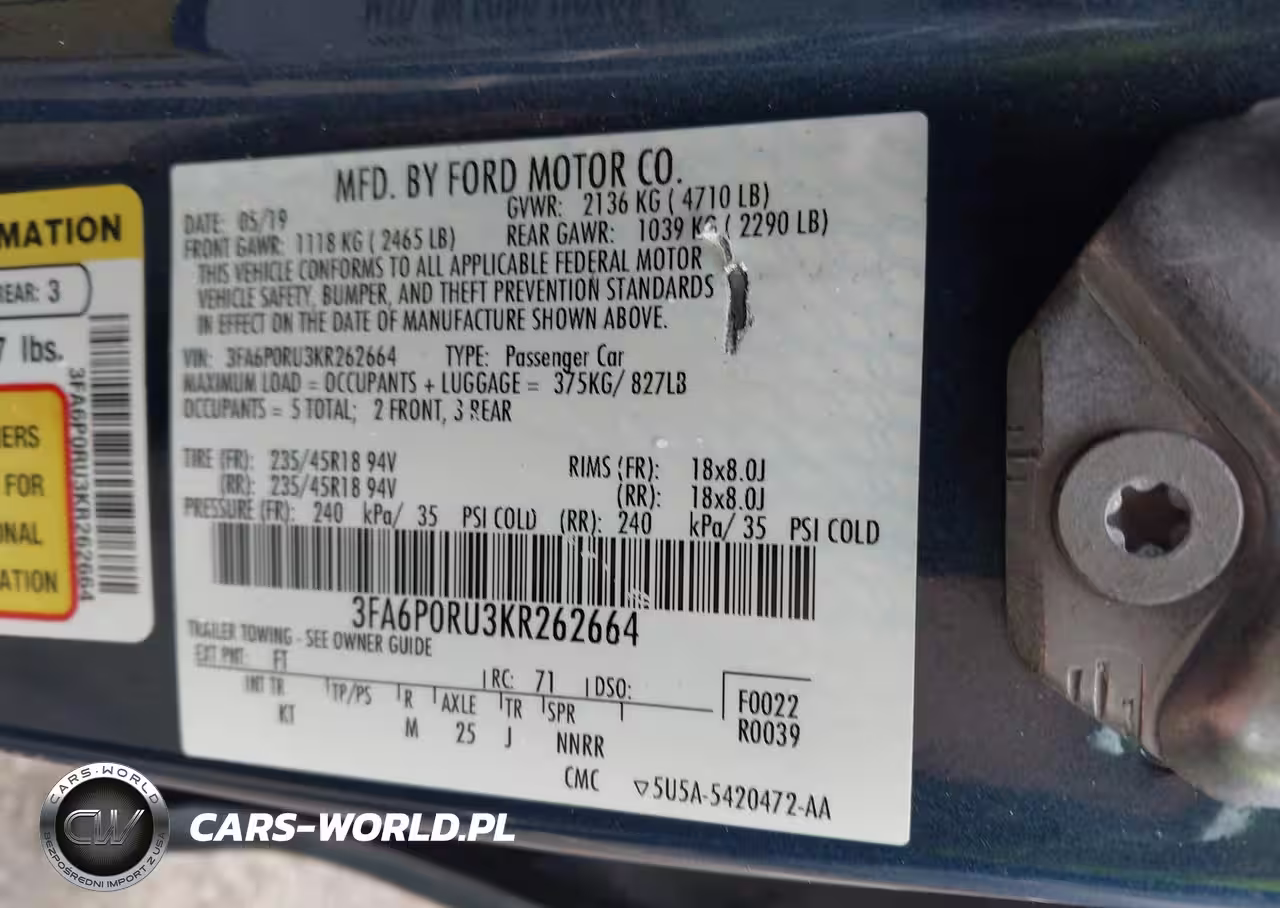 MATION
REAR: 3
7 lbs.
3FA6P0RU3KR262664
ERS
FOR
ONAL
ATION
MFD. BY FORD MOTOR CO.
DATE: 05/19 GVWR: 2136 KG ( 4710 LB)
FRONT GAWR: 1118 KG ( 2465 LB) REAR GAWR: 1039 KG ( 2290 LB)
THIS VEHICLE CONFORMS TO ALL APPLICABLE FEDERAL MOTOR
VEHICLE SAFETY, BUMPER, AND THEFT PREVENTION STANDARDS
IN EFFECT ON THE DATE OF MANUFACTURE SHOWN ABOVE.
VIN: 3FA6P0RU3KR262664 TYPE: Passenger Car
MAXIMUM LOAD = OCCUPANTS + LUGGAGE = 375KG/ 827LB
OCCUPANTS = 5 TOTAL; 2 FRONT, 3 REAR
TIRE (FR): 235/45R18 94V RIMS (FR): 18x8.0J
(RR): 235/45R18 94V (RR): 18x8.0J
PRESSURE (FR): 240 kPa/ 35 PSI COLD (RR): 240 kPa/ 35 PSI COLD
3FA6P0RU3KR262664
TRAILER TOWING - SEE OWNER GUIDE
EXT PNT: FT RC: 71 DSO:
INT TR TP/PS R AXLE TR SPR F0022
KT M 25 J NNRR R0039
CMC ▽5U5A-5420472-AA
CARS-WORLD
CW
BEZPOŚREDNI IMPORT Z USA
CARS-WORLD.PL